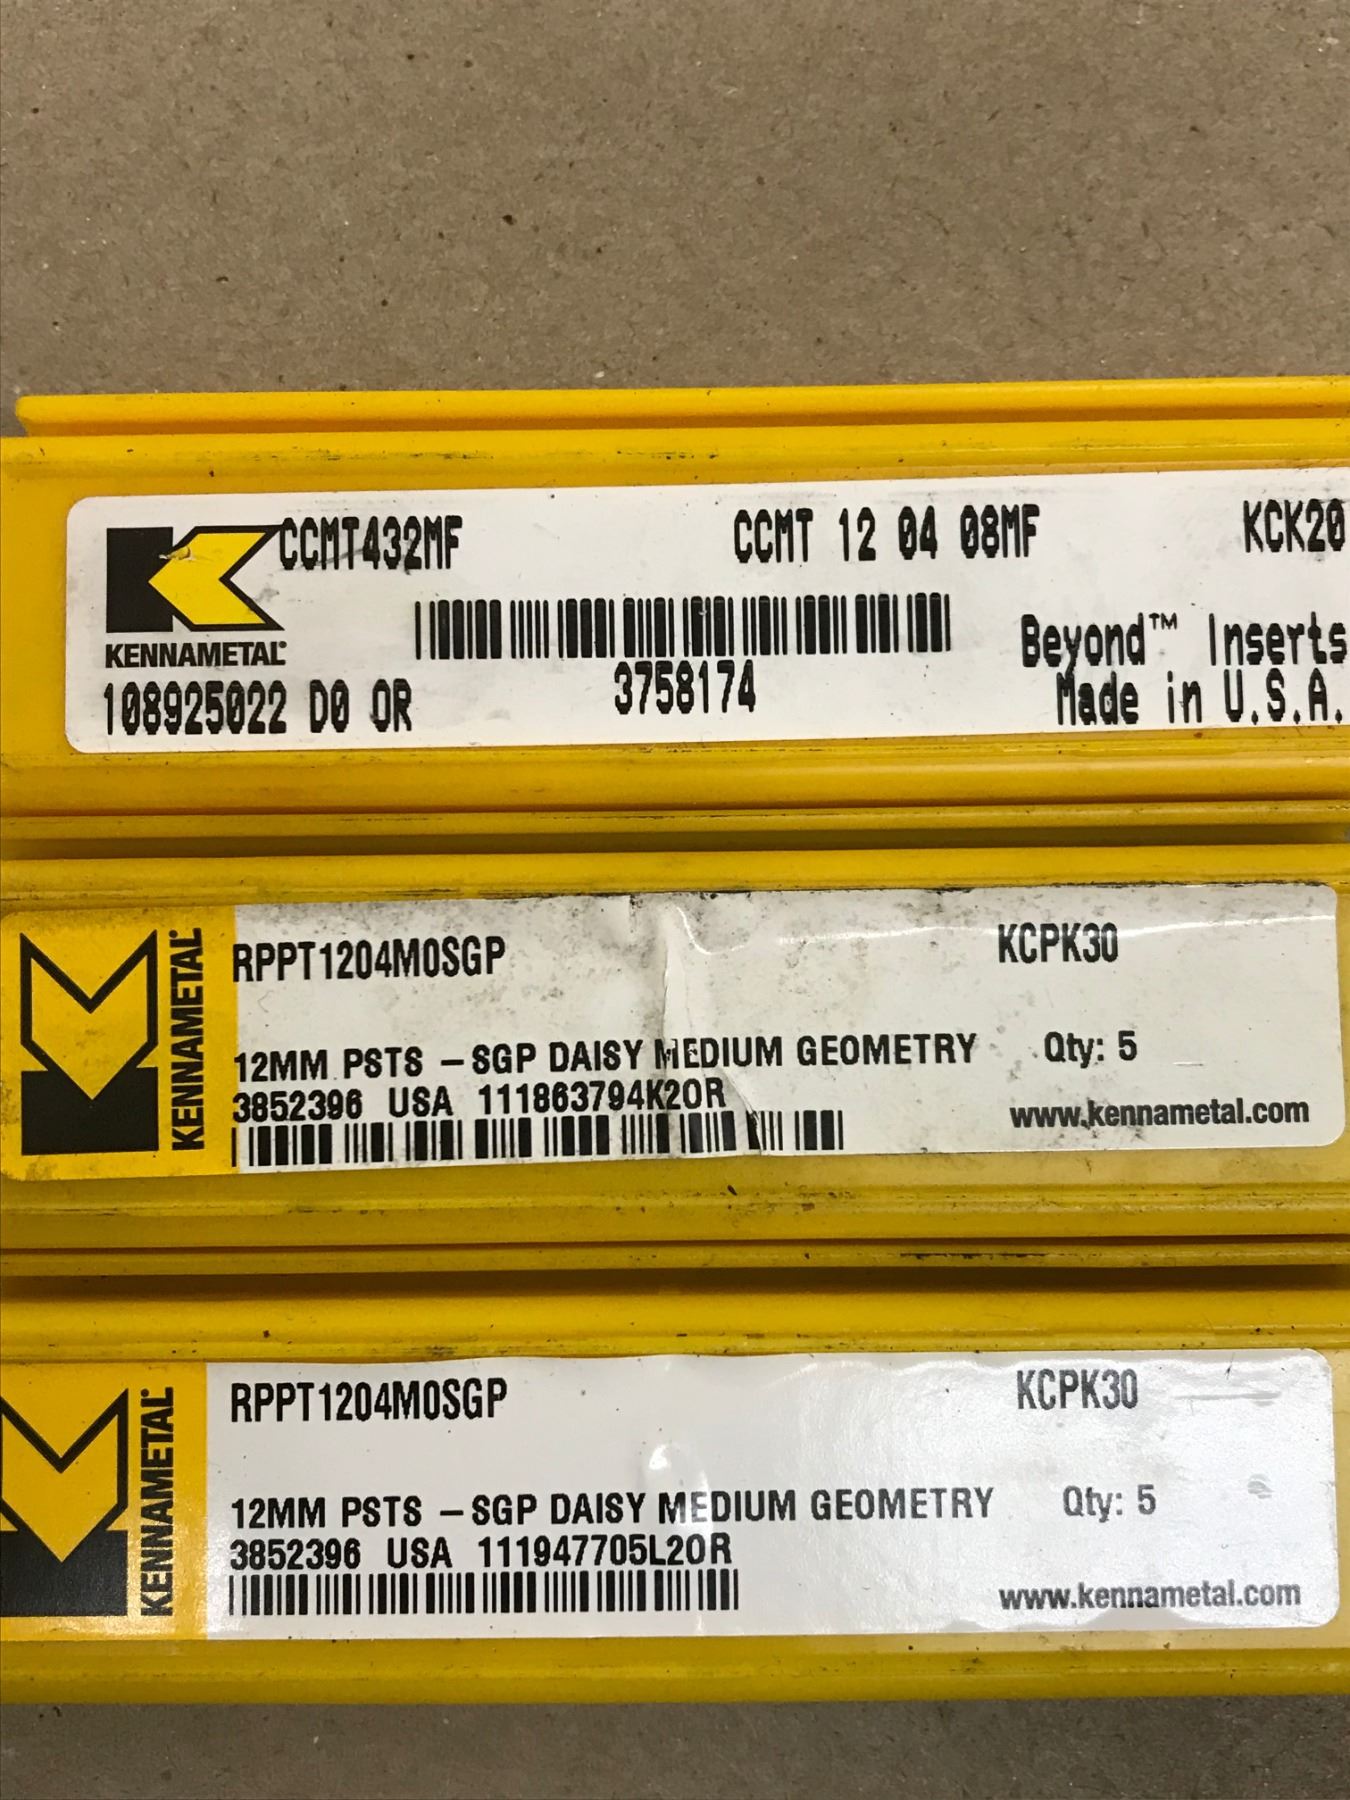 CCMT432MF CCMT 12 04 08MF KCK20
KENNAMETAL
Beyond™ Inserts
108925022 D0 OR 3758174 Made in U.S.A.
KENNAMETAL
RPPT1204M0SGP KCPK30
12MM PSTS -SGP DAISY MEDIUM GEOMETRY Qty: 5
3852396 USA 111863794K20R
www.kennametal.com
KENNAMETAL
RPPT1204M0SGP KCPK30
12MM PSTS -SGP DAISY MEDIUM GEOMETRY Qty: 5
3852396 USA 111947705L20R
www.kennametal.com